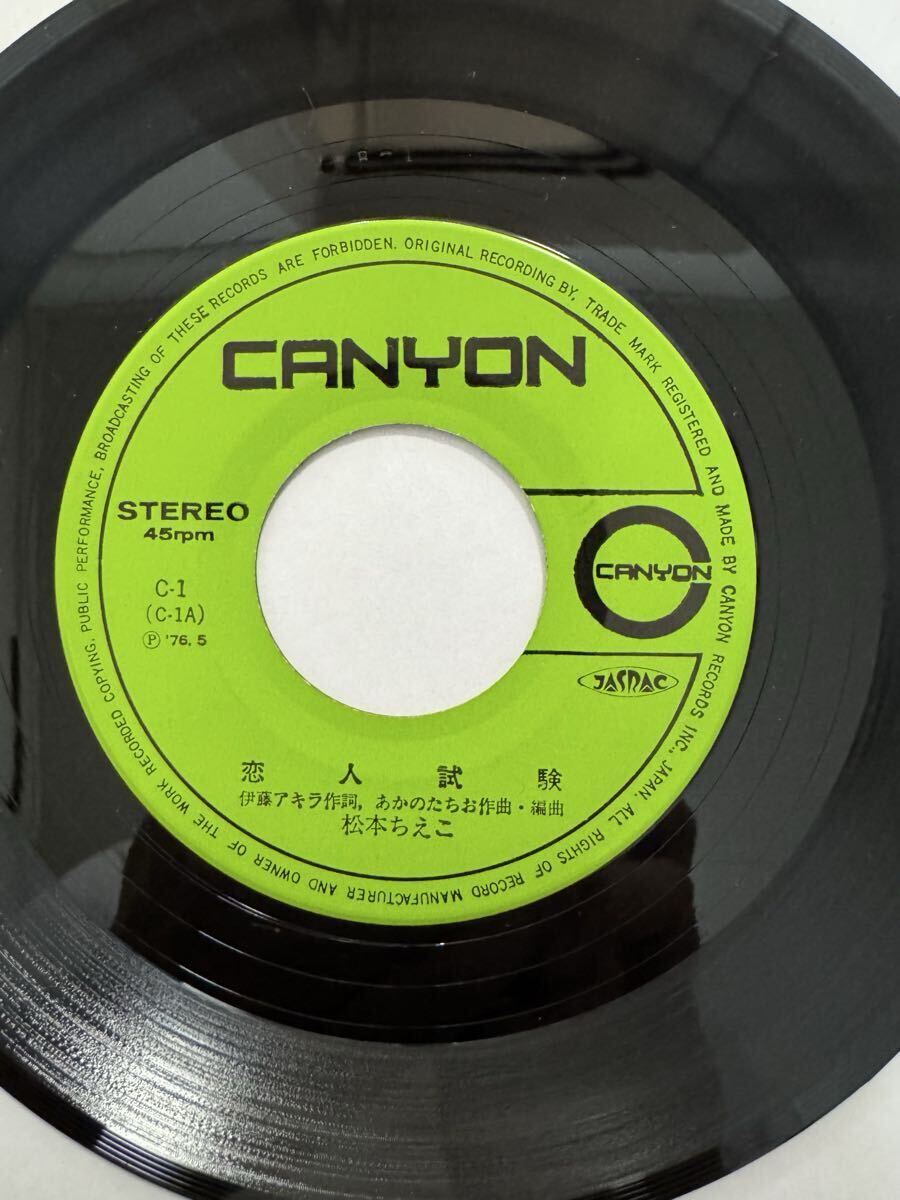 CANYON
STEREO
45rpm
C-1
(C-1A)
Ⓟ '76.5
CANYON
JASRAC
恋人試験
伊藤アキラ作詞, あかのたちお作曲・編曲
松本ちえこ
ALL RIGHTS OF RECORD MANUFACTURER AND OWNER OF THE WORK RECORDED COPYING, PUBLIC PERFORMANCE, BROADCASTING OF THESE RECORDS ARE FORBIDDEN. ORIGINAL RECORDING BY, TRADE MARK REGISTERED AND MADE BY CANYON RECORDS INC., JAPAN.